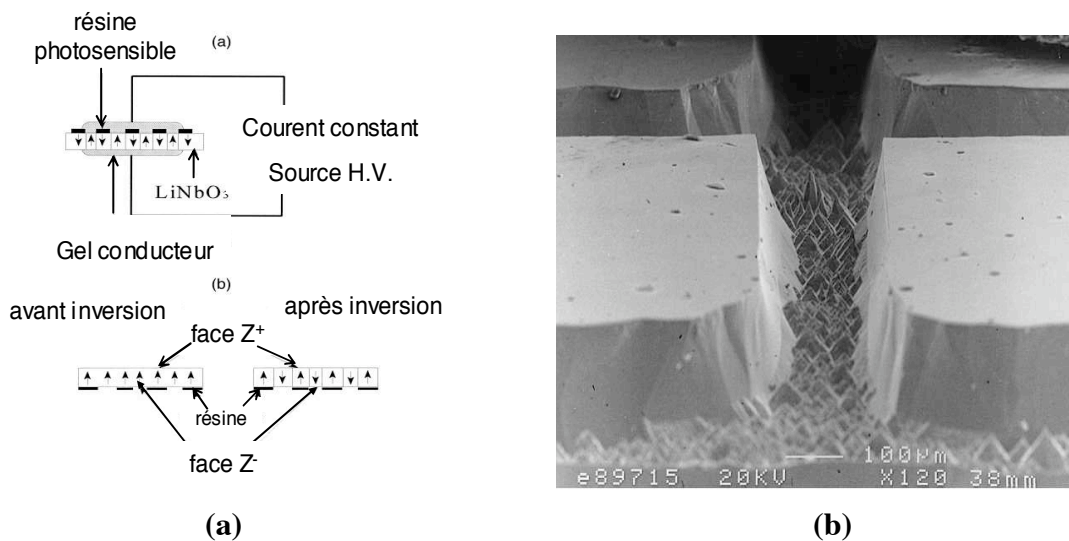 résine
photosensible
(a)
Courent constant
Source H.V.
LiNbO3
Gel conducteur
(b)
avant inversion
après inversion
face Z+
résine
face Z-
100µm
e89715 20KV X120 38mm
(a)
(b)